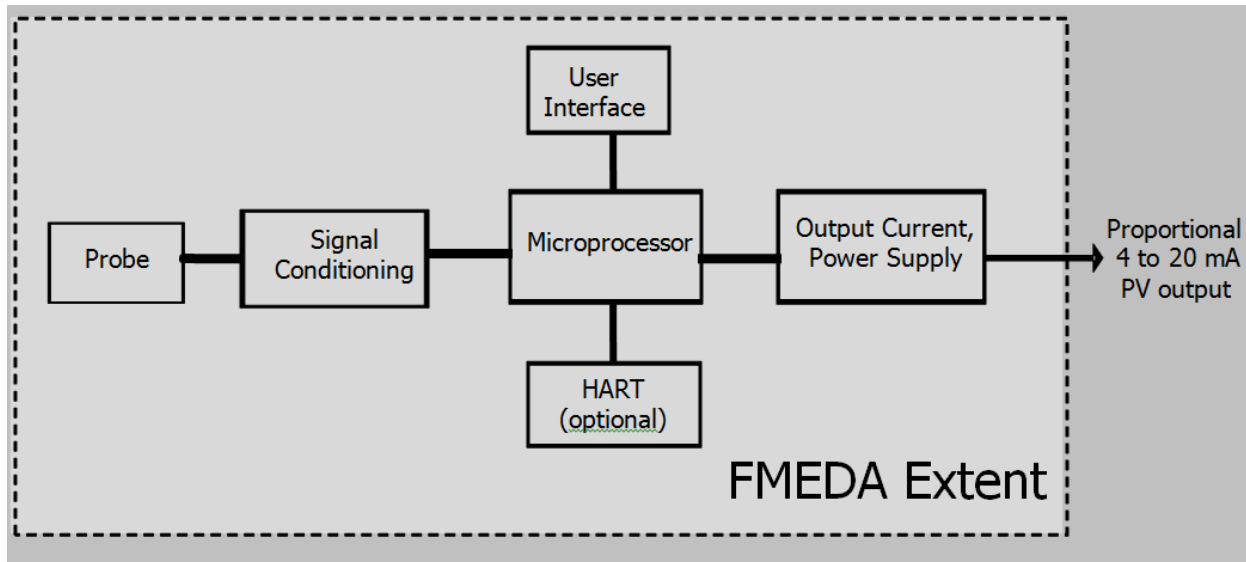 User
Interface
Probe
Signal
Conditioning
Microprocessor
Output Current,
Power Supply
Proportional
4 to 20 mA
PV output
HART
(optional)
FMEDA Extent